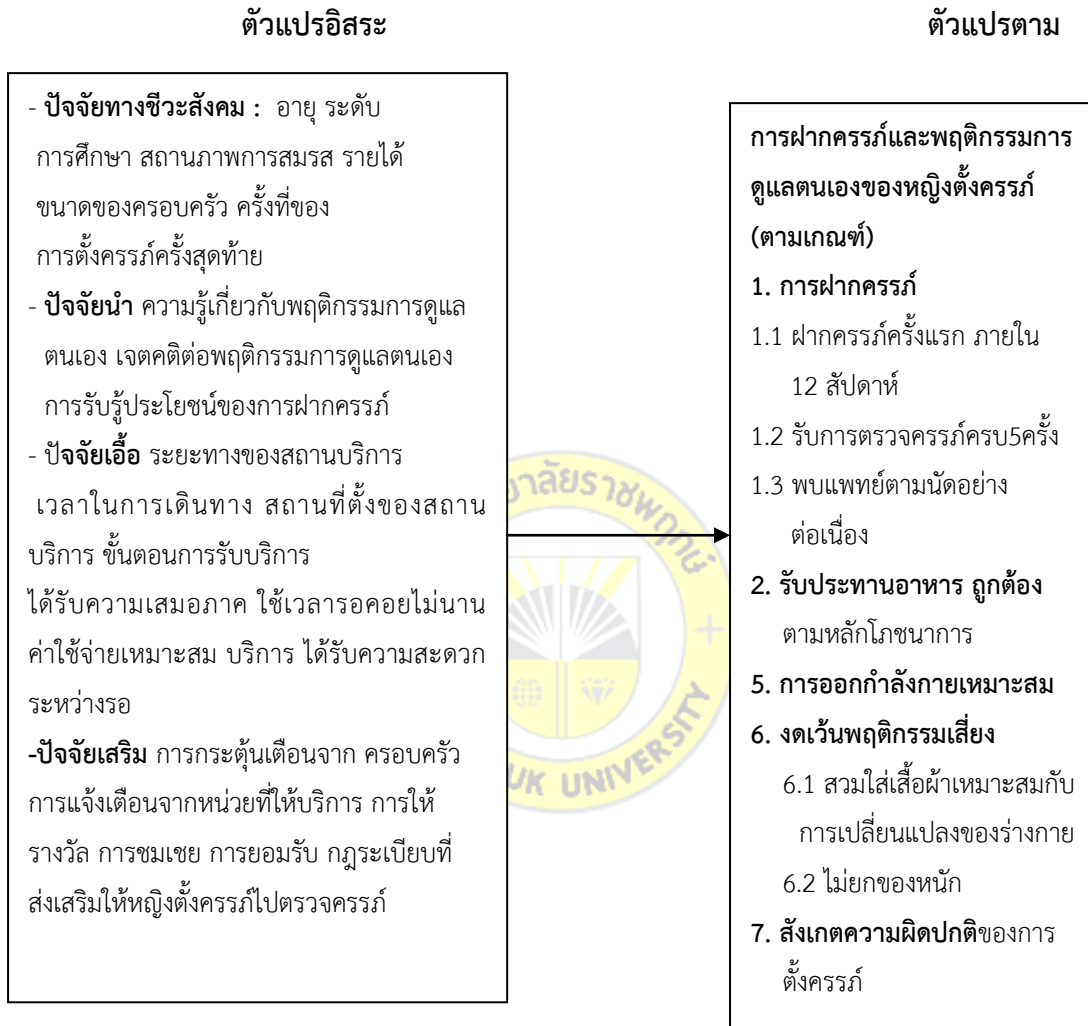 ตัวแปรอิสระ
ตัวแปรตาม
- ปัจจัยทางชีวะสังคม : อายุ ระดับ
การศึกษา สถานภาพการสมรส รายได้
ขนาดของครอบครัว ครั้งที่ของ
การตั้งครรภ์ครั้งสุดท้าย
- ปัจจัยนำ ความรู้เกี่ยวกับพฤติกรรมการดูแล
ตนเอง เจตคติต่อพฤติกรรมการดูแลตนเอง
การรับรู้ประโยชน์ของการฝากครรภ์
- ปัจจัยเอื้อ ระยะทางของสถานบริการ
เวลาในการเดินทาง สถานที่ตั้งของสถาน
บริการ ขั้นตอนการรับบริการ
ได้รับความเสมอภาค ใช้เวลารอคอยไม่นาน
ค่าใช้จ่ายเหมาะสม บริการ ได้รับความสะดวก
ระหว่างรอ
-ปัจจัยเสริม การกระตุ้นเตือนจาก ครอบครัว
การแจ้งเตือนจากหน่วยที่ให้บริการ การให้
รางวัล การชมเชย การยอมรับ กฎระเบียบที่
ส่งเสริมให้หญิงตั้งครรภ์ไปตรวจครรภ์
การฝากครรภ์และพฤติกรรมการ
ดูแลตนเองของหญิงตั้งครรภ์
(ตามเกณฑ์)
1. การฝากครรภ์
1.1 ฝากครรภ์ครั้งแรก ภายใน
12 สัปดาห์
1.2 รับการตรวจครรภ์ครบ5ครั้ง
1.3 พบแพทย์ตามนัดอย่าง
ต่อเนื่อง
2. รับประทานอาหาร ถูกต้อง
ตามหลักโภชนาการ
5. การออกกำลังกายเหมาะสม
6. งดเว้นพฤติกรรมเสี่ยง
6.1 สวมใส่เสื้อผ้าเหมาะสมกับ
การเปลี่ยนแปลงของร่างกาย
6.2 ไม่ยกของหนัก
7. สังเกตความผิดปกติของการ
ตั้งครรภ์